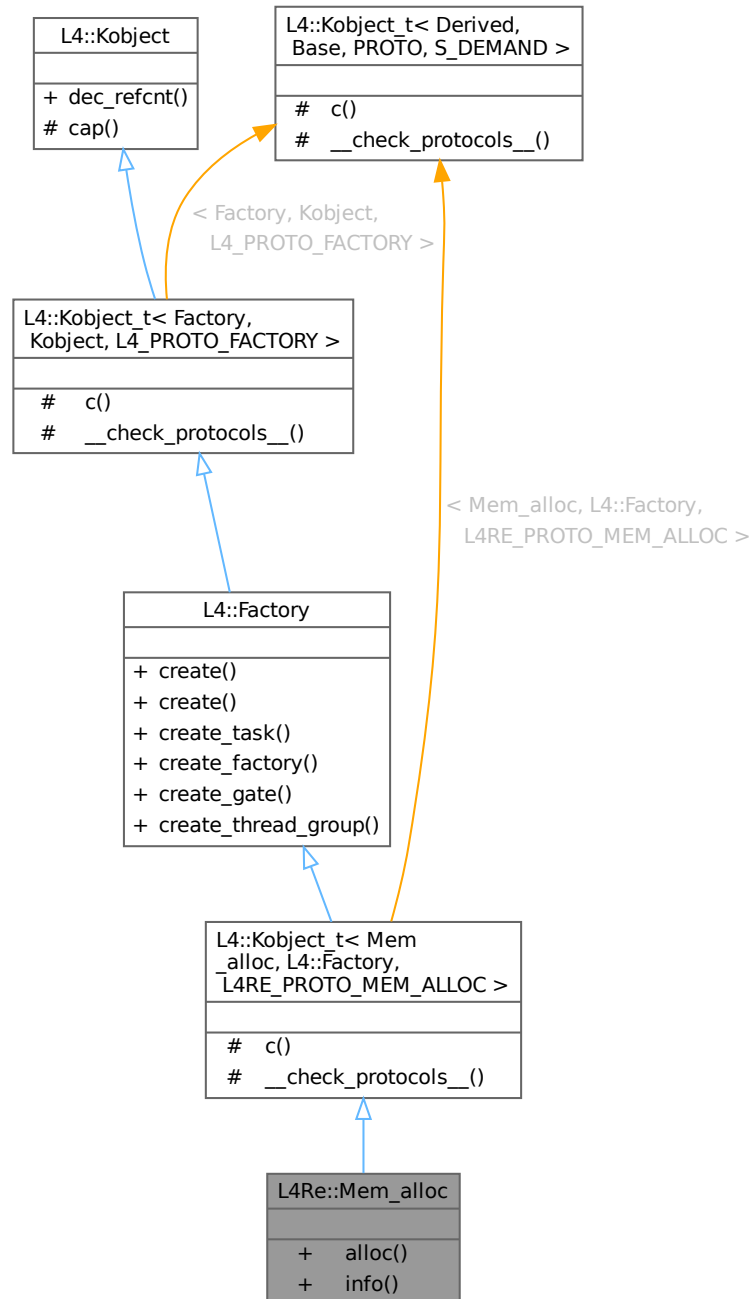 L4::Kobject
+ dec_refcnt()
# cap()
L4::Kobject_t< Derived,
Base, PROTO, S_DEMAND >
# c()
# __check_protocols__()
< Factory, Kobject,
L4_PROTO_FACTORY >
L4::Kobject_t< Factory,
Kobject, L4_PROTO_FACTORY >
# c()
# __check_protocols__()
< Mem_alloc, L4::Factory,
L4RE_PROTO_MEM_ALLOC >
L4::Factory
+ create()
+ create()
+ create_task()
+ create_factory()
+ create_gate()
+ create_thread_group()
L4::Kobject_t< Mem
_alloc, L4::Factory,
L4RE_PROTO_MEM_ALLOC >
# c()
# __check_protocols__()
L4Re::Mem_alloc
+ alloc()
+ info()